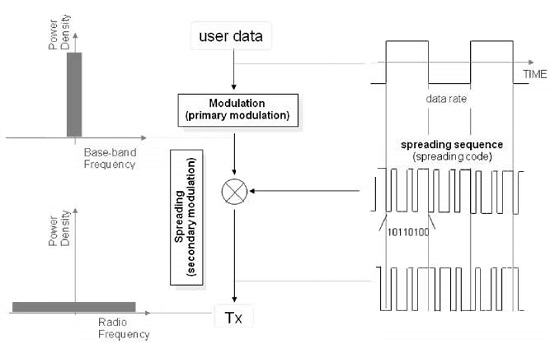 Power
Density
Base-band
Frequency
user data
Modulation
(primary modulation)
TIME
data rate
spreading sequence
(spreading code)
Spreading
(secondary modulation)
10110100
Power
Density
Radio
Frequency
Tx